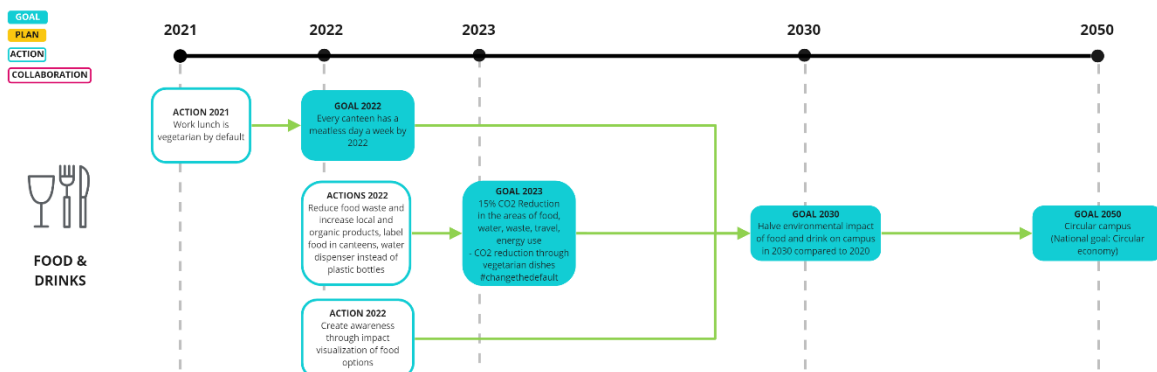 GOAL
PLAN
ACTION
COLLABORATION
2021
2022
2023
2030
2050
ACTION 2021
Work lunch is
vegetarian by default
GOAL 2022
Every canteen has a
meatless day a week by
2022
ACTIONS 2022
Reduce food waste and
increase local and
organic products, label
food in canteens, water
dispenser instead of
plastic bottles
GOAL 2023
15% CO2 Reduction
in the areas of food,
water, waste, travel,
energy use
- CO2 reduction through
vegetarian dishes
#changethedefault
GOAL 2030
Halve environmental impact
of food and drink on campus
in 2030 compared to 2020
GOAL 2050
Circular campus
(National goal: Circular
economy)
FOOD &
DRINKS
ACTION 2022
Create awareness
through impact
visualization of food
options